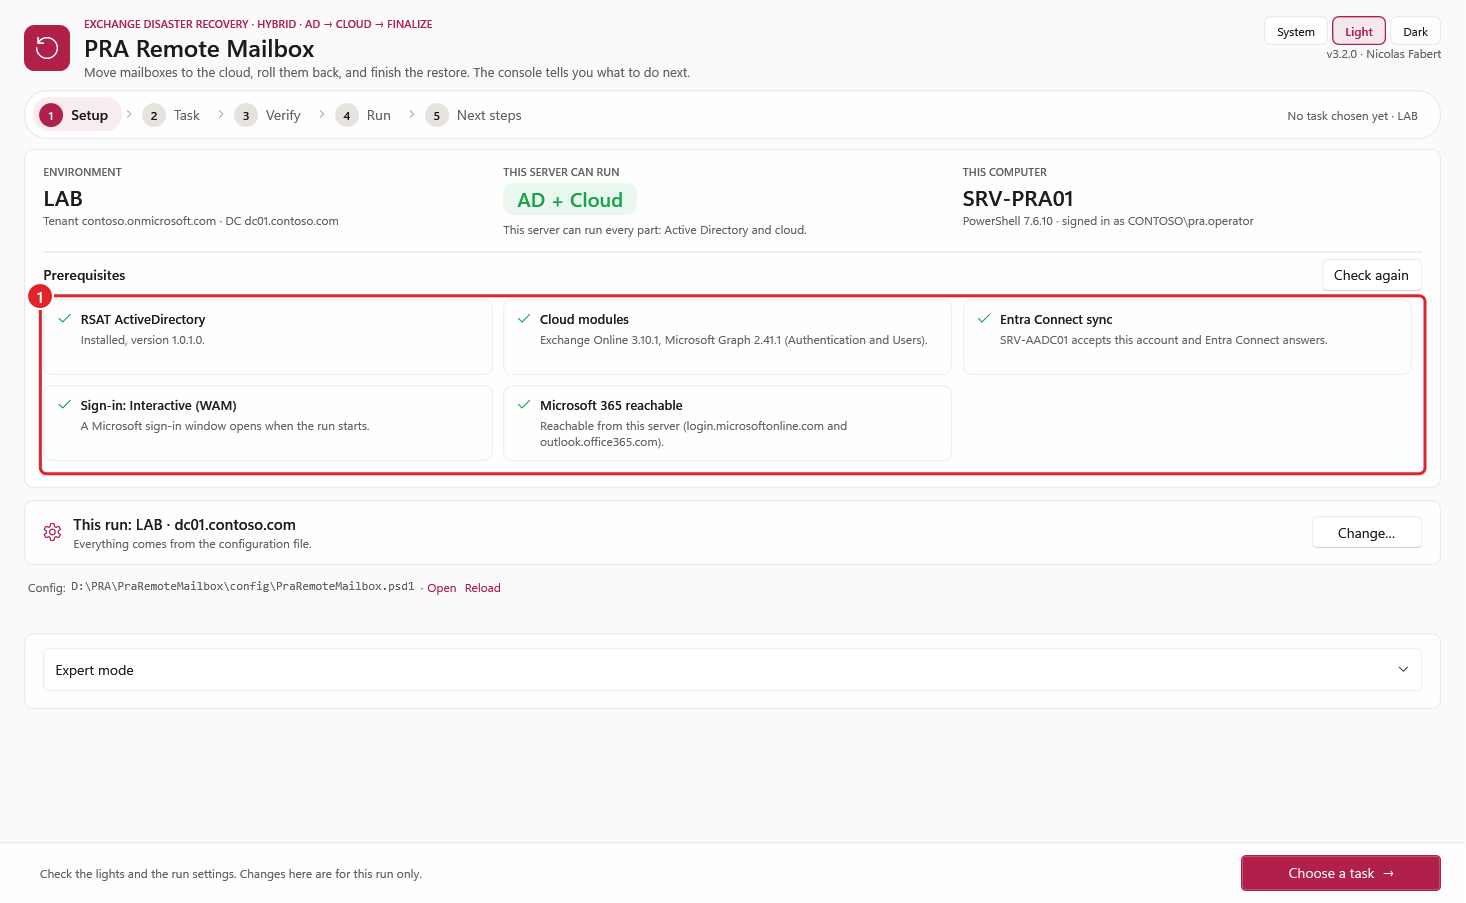 EXCHANGE DISASTER RECOVERY · HYBRID · AD → CLOUD → FINALIZE
PRA Remote Mailbox
Move mailboxes to the cloud, roll them back, and finish the restore. The console tells you what to do next.
System
Light
Dark
v3.2.0 · Nicolas Fabert
1 Setup
2 Task
3 Verify
4 Run
5 Next steps
No task chosen yet · LAB
ENVIRONMENT
LAB
Tenant contoso.onmicrosoft.com · DC dc01.contoso.com
THIS SERVER CAN RUN
AD + Cloud
This server can run every part: Active Directory and cloud.
THIS COMPUTER
SRV-PRA01
PowerShell 7.6.10 · signed in as CONTOSO\pra.operator
Prerequisites
Check again
1
RSAT ActiveDirectory
Installed, version 1.0.1.0.
Cloud modules
Exchange Online 3.10.1, Microsoft Graph 2.41.1 (Authentication and Users).
Entra Connect sync
SRV-AADC01 accepts this account and Entra Connect answers.
Sign-in: Interactive (WAM)
A Microsoft sign-in window opens when the run starts.
Microsoft 365 reachable
Reachable from this server (login.microsoftonline.com and
outlook.office365.com).
This run: LAB · dc01.contoso.com
Everything comes from the configuration file.
Change...
Config: D:\PRA\PraRemoteMailbox\config\PraRemoteMailbox.psd1 · Open Reload
Expert mode
Check the lights and the run settings. Changes here are for this run only.
Choose a task →